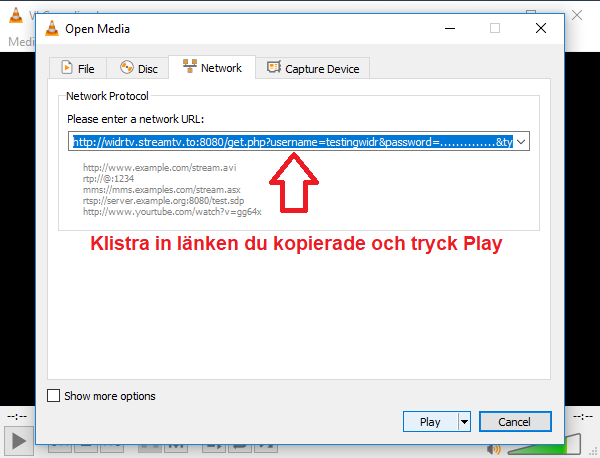 Medi
Open Media
File
Disc
Network
Capture Device
Network Protocol
Please enter a network URL:
http://widrtv.streamtv.to:8080/get.php?username=testingwidr&password=..............&ty
http://www.example.com/stream.avi
rtp://@:1234
mms://mms.examples.com/stream.asx
rtsp://server.example.org:8080/test.sdp
http://www.youtube.com/watch?v=gg64x
Klistra in länken du kopierade och tryck Play
Show more options
Play
Cancel
--:--
--:--